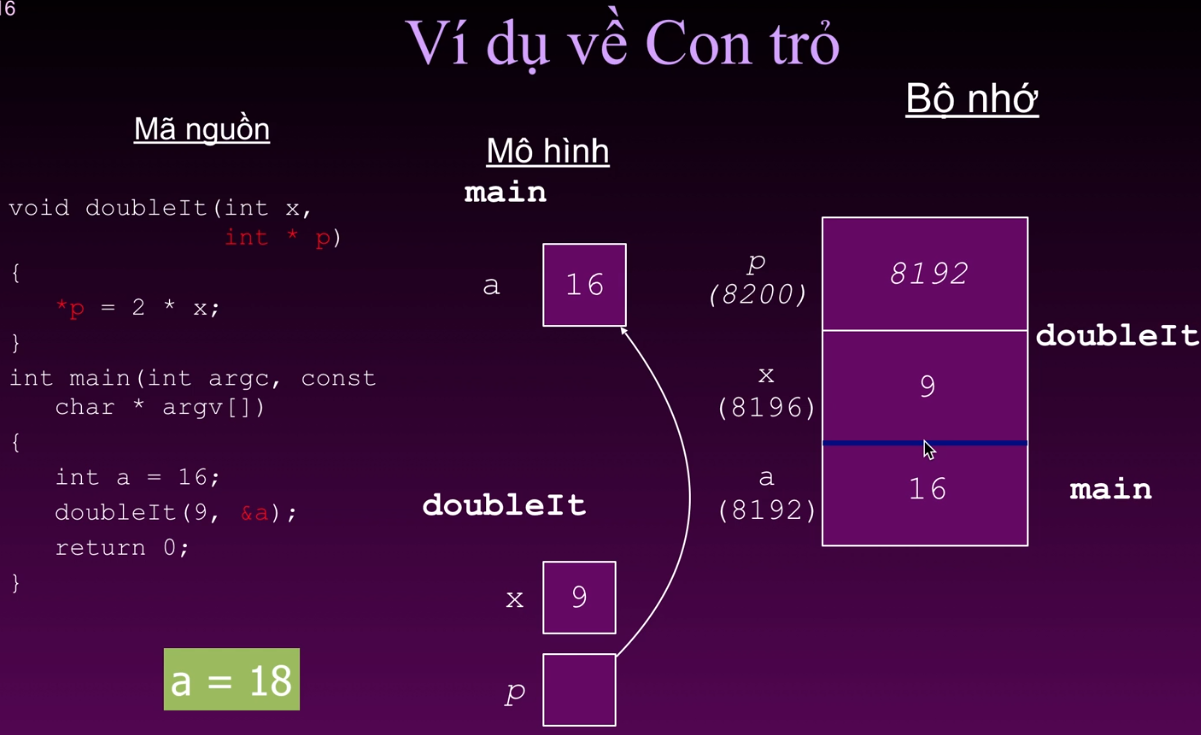 16
Ví dụ về Con trỏ
Mã nguồn
void doubleIt(int x,
int * p)
{
*p = 2 * x;
}
int main(int argc, const
char * argv[])
{
int a = 16;
doubleIt(9, &a);
return 0;
}
a = 18
Mô hình
main
a 16
doubleIt
x 9
p
Bộ nhớ
p 8192
(8200)
doubleIt
x 9
(8196)
a 16 main
(8192)